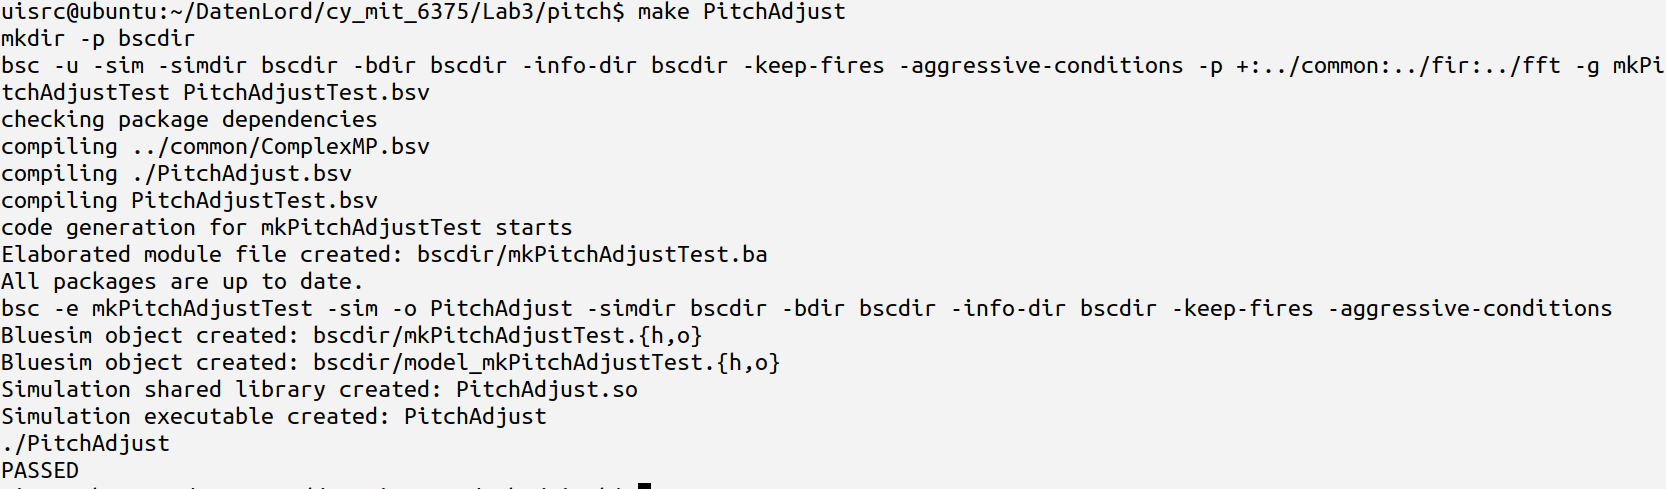 uisrc@ubuntu:~/DatenLord/cy_mit_6375/Lab3/pitch$ make PitchAdjust
mkdir -p bscdir
bsc -u -sim -simdir bscdir -bdir bscdir -info-dir bscdir -keep-fires -aggressive-conditions -p +:../common:../fir:../fft -g mkPi
tchAdjustTest PitchAdjustTest.bsv
checking package dependencies
compiling ../common/ComplexMP.bsv
compiling ./PitchAdjust.bsv
compiling PitchAdjustTest.bsv
code generation for mkPitchAdjustTest starts
Elaborated module file created: bscdir/mkPitchAdjustTest.ba
All packages are up to date.
bsc -e mkPitchAdjustTest -sim -o PitchAdjust -simdir bscdir -bdir bscdir -info-dir bscdir -keep-fires -aggressive-conditions
Bluesim object created: bscdir/mkPitchAdjustTest.{h,o}
Bluesim object created: bscdir/model_mkPitchAdjustTest.{h,o}
Simulation shared library created: PitchAdjust.so
Simulation executable created: PitchAdjust
./PitchAdjust
PASSED